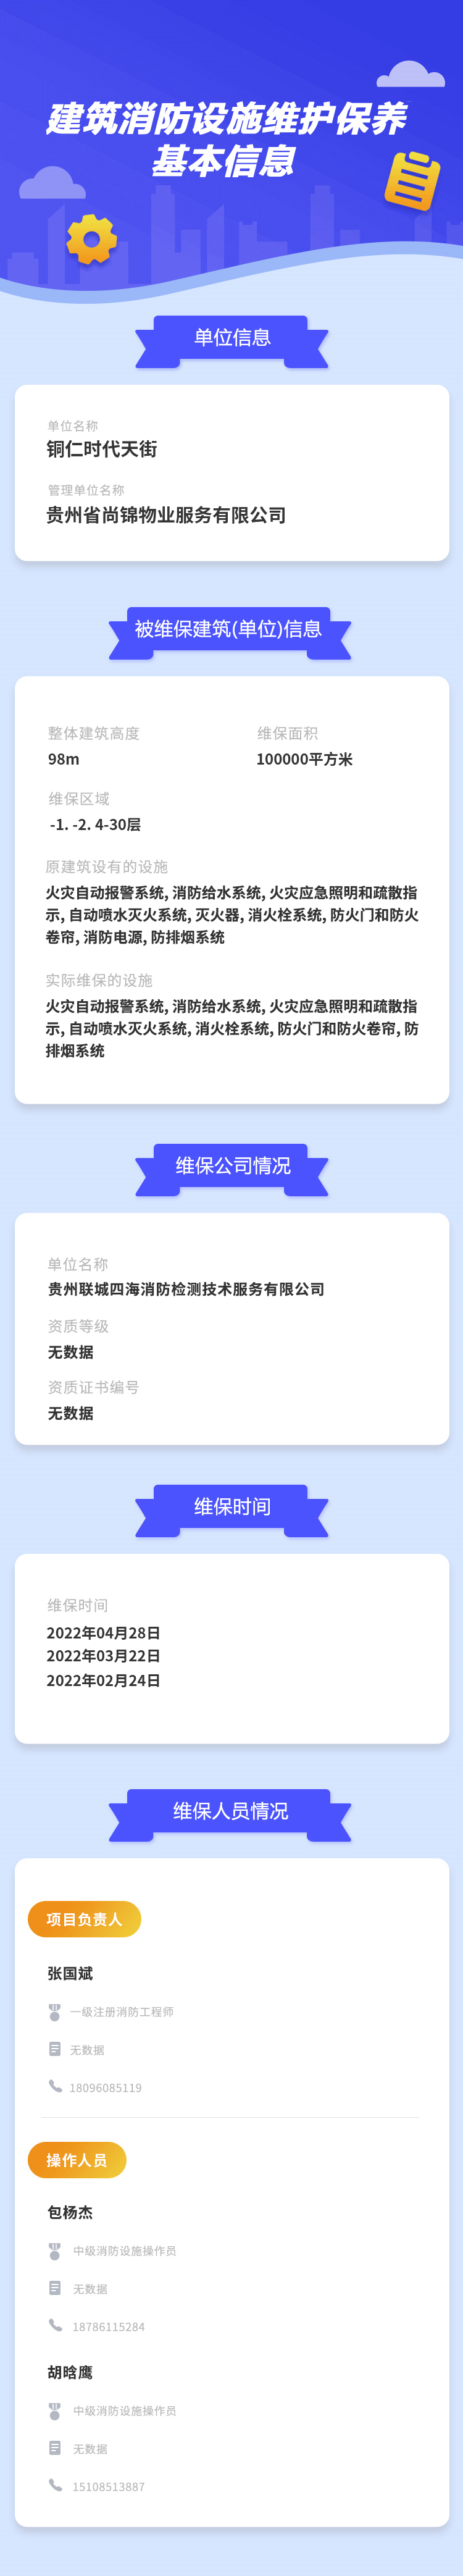 建筑消防设施维护保养
基本信息
单位信息
单位名称
铜仁时代天街
管理单位名称
贵州省尚锦物业服务有限公司
被维保建筑(单位)信息
整体建筑高度 维保面积
98m 100000平方米
维保区域
-1. -2. 4-30层
原建筑设有的设施
火灾自动报警系统, 消防给水系统, 火灾应急照明和疏散指
示, 自动喷水灭火系统, 灭火器, 消火栓系统, 防火门和防火
卷帘, 消防电源, 防排烟系统
实际维保的设施
火灾自动报警系统, 消防给水系统, 火灾应急照明和疏散指
示, 自动喷水灭火系统, 消火栓系统, 防火门和防火卷帘, 防
排烟系统
维保公司情况
单位名称
贵州联城四海消防检测技术服务有限公司
资质等级
无数据
资质证书编号
无数据
维保时间
维保时间
2022年04月28日
2022年03月22日
2022年02月24日
维保人员情况
项目负责人
张国斌
一级注册消防工程师
无数据
18096085119
操作人员
包杨杰
中级消防设施操作员
无数据
18786115284
胡晗鹰
中级消防设施操作员
无数据
15108513887